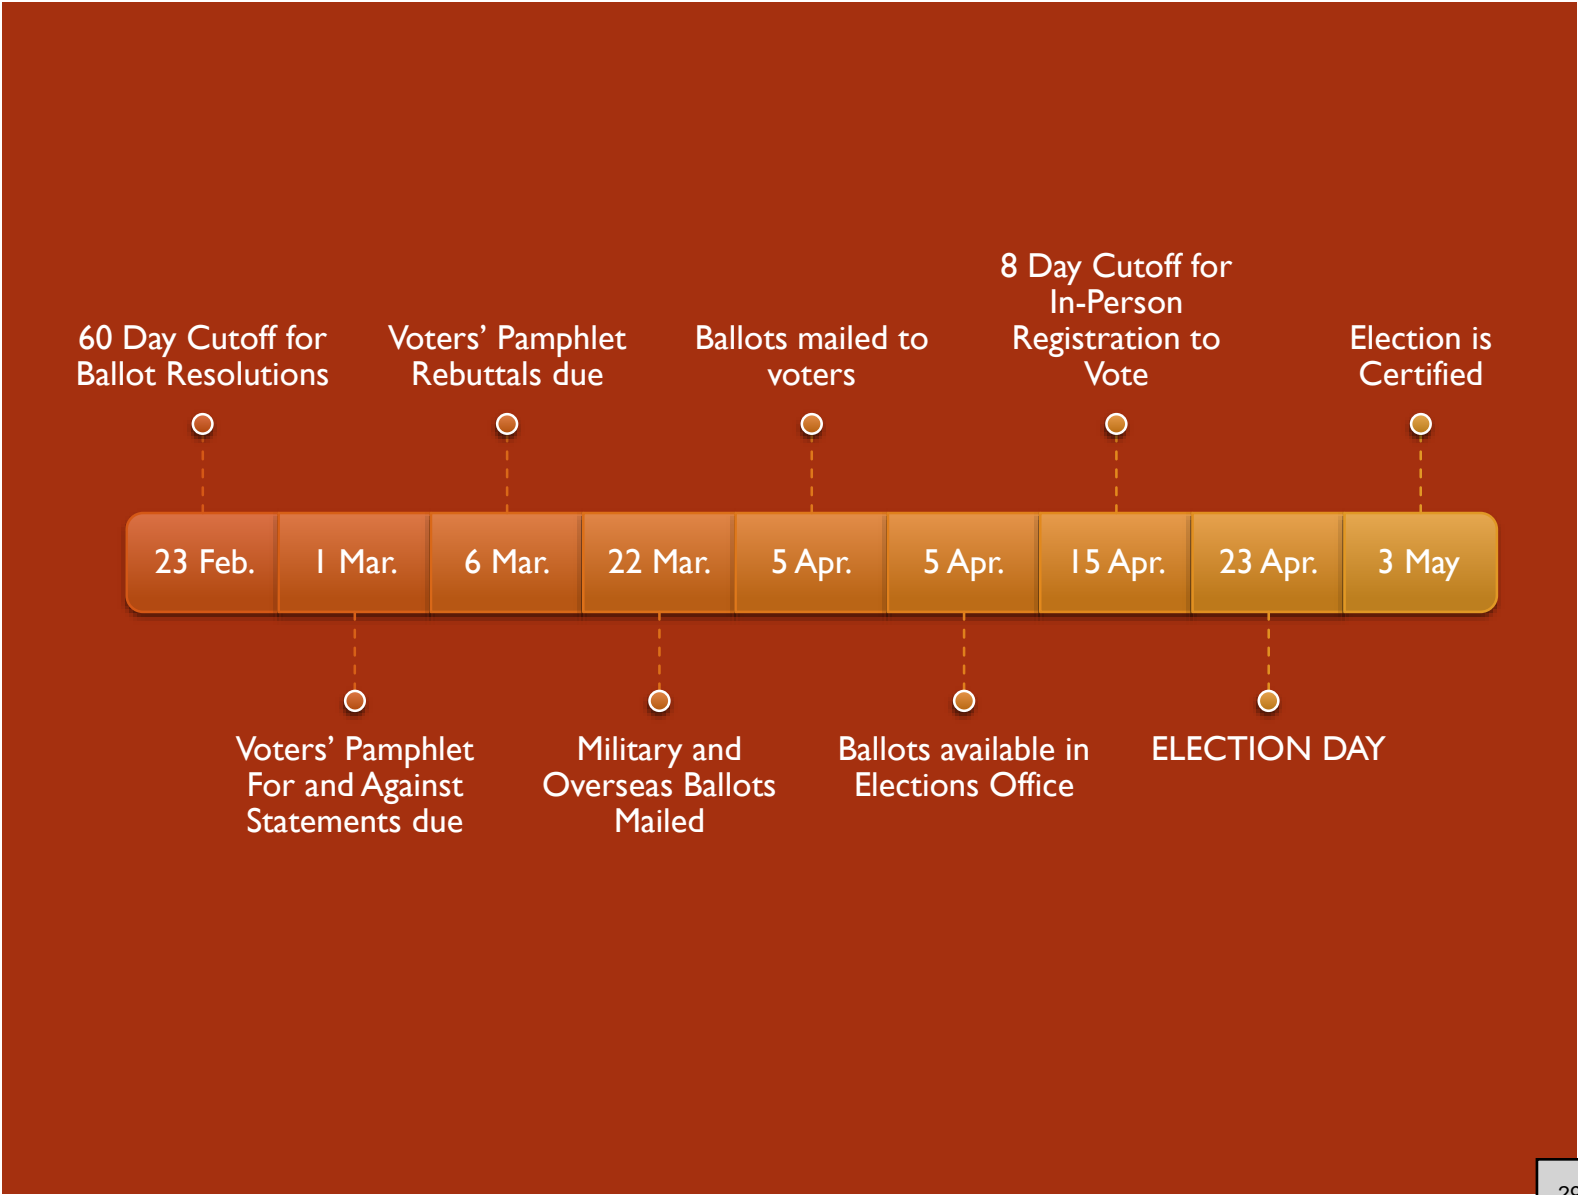 60 Day Cutoff for
Ballot Resolutions
Voters’ Pamphlet
Rebuttals due
Ballots mailed to
voters
8 Day Cutoff for
In-Person
Registration to
Vote
Election is
Certified
23 Feb.
1 Mar.
6 Mar.
22 Mar.
5 Apr.
5 Apr.
15 Apr.
23 Apr.
3 May
Voters’ Pamphlet
For and Against
Statements due
Military and
Overseas Ballots
Mailed
Ballots available in
Elections Office
ELECTION DAY